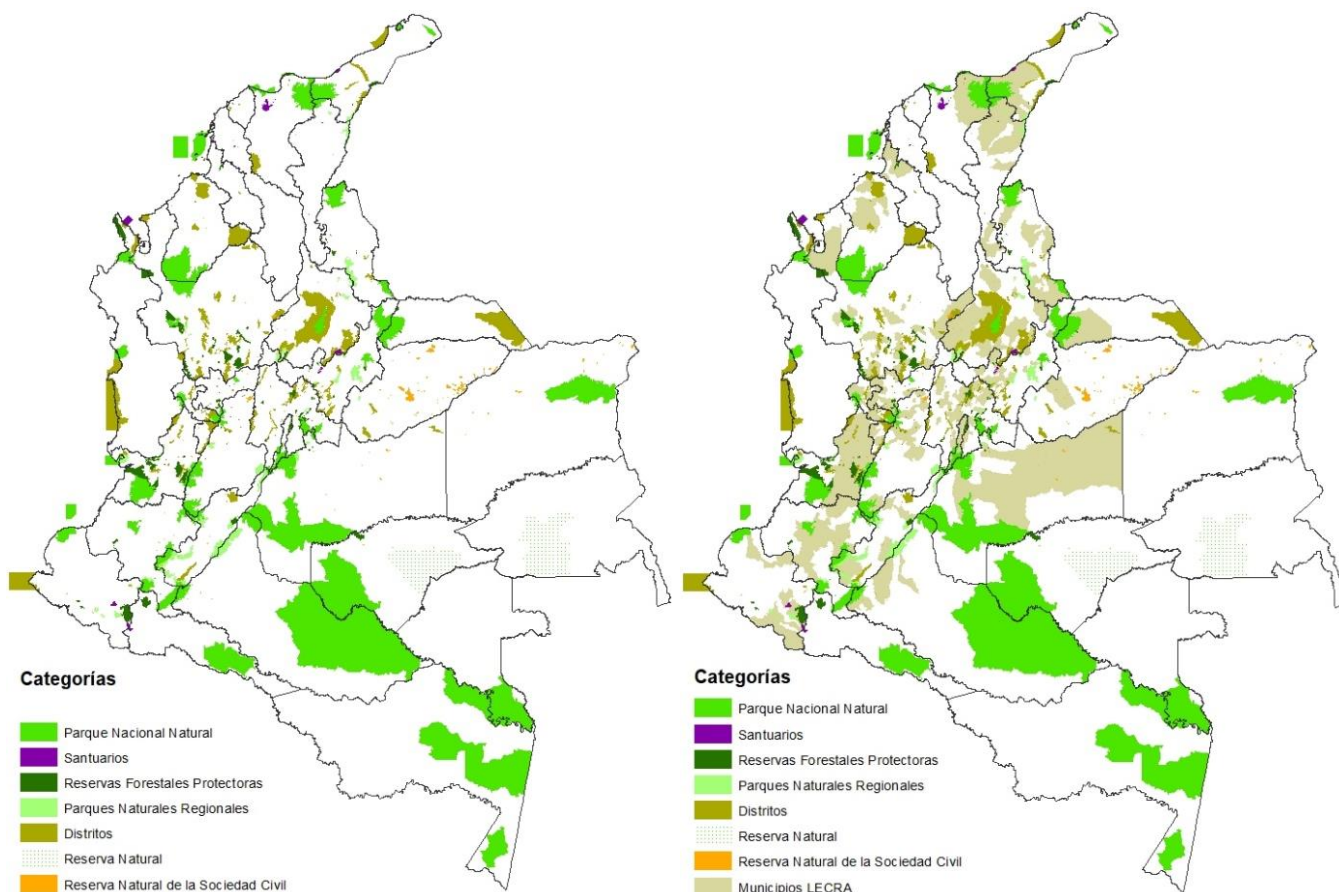 Categorías
Parque Nacional Natural
Santuarios
Reservas Forestales Protectoras
Parques Naturales Regionales
Distritos
Reserva Natural
Reserva Natural de la Sociedad Civil
Categorías
Parque Nacional Natural
Santuarios
Reservas Forestales Protectoras
Parques Naturales Regionales
Distritos
Reserva Natural
Reserva Natural de la Sociedad Civil
Municipios LECRA